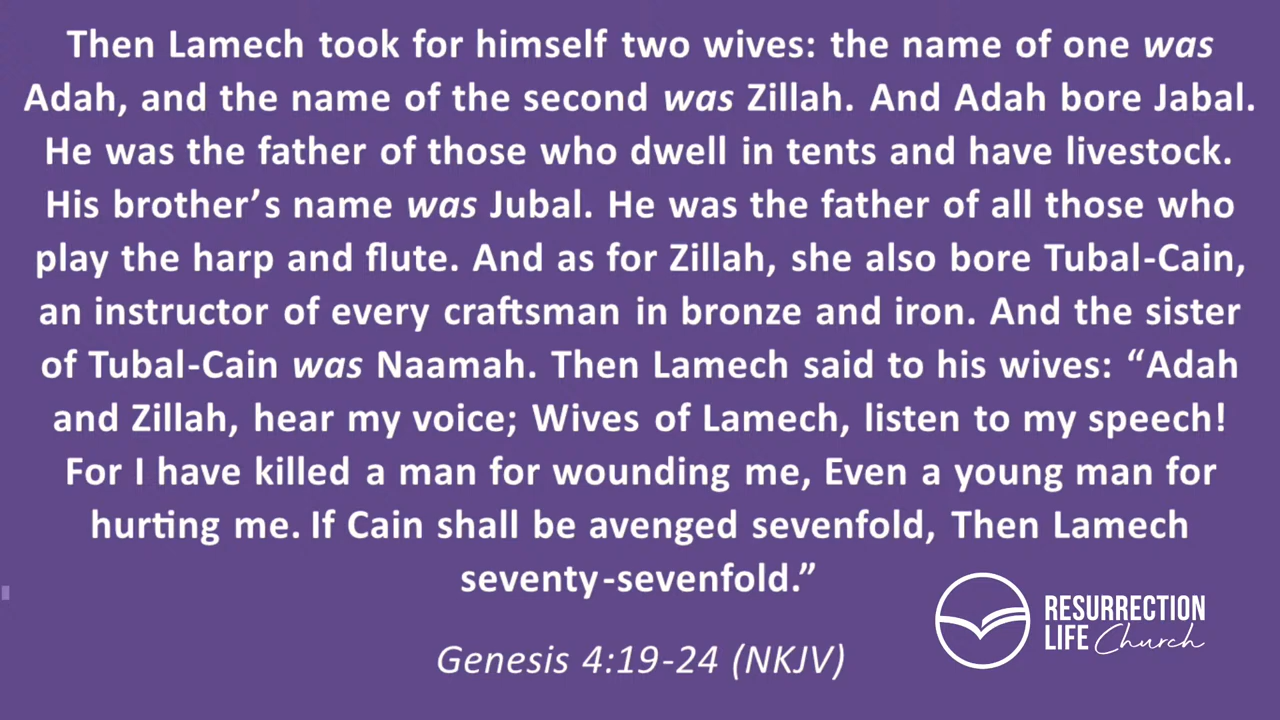 Then Lamech took for himself two wives: the name of one was
Adah, and the name of the second was Zillah. And Adah bore Jabal.
He was the father of those who dwell in tents and have livestock.
His brother’s name was Jubal. He was the father of all those who
play the harp and flute. And as for Zillah, she also bore Tubal-Cain,
an instructor of every craftsman in bronze and iron. And the sister
of Tubal-Cain was Naamah. Then Lamech said to his wives: “Adah
and Zillah, hear my voice; Wives of Lamech, listen to my speech!
For I have killed a man for wounding me, Even a young man for
hurting me. If Cain shall be avenged sevenfold, Then Lamech
seventy-sevenfold.”
Genesis 4:19-24 (NKJV)
RESURRECTION
LIFE Church